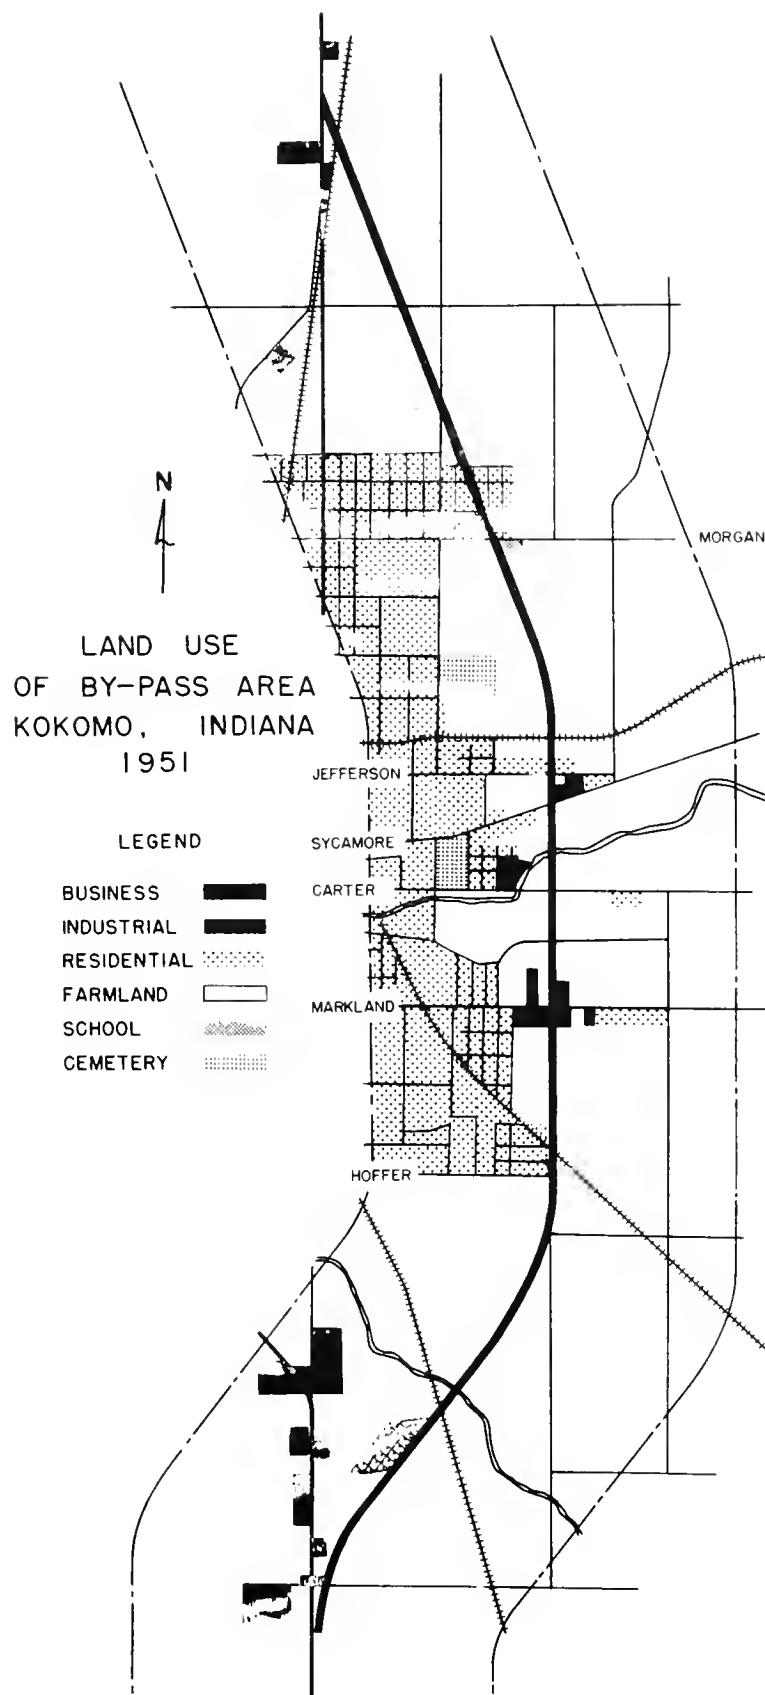 MORGAN
N
LAND USE
OF BY-PASS AREA
KOKOMO, INDIANA
1951
JEFFERSON
LEGEND
SYCAMORE
BUSINESS
CARTER
INDUSTRIAL
RESIDENTIAL
FARMLAND
MARKLAND
SCHOOL
CEMETERY
HOFFER